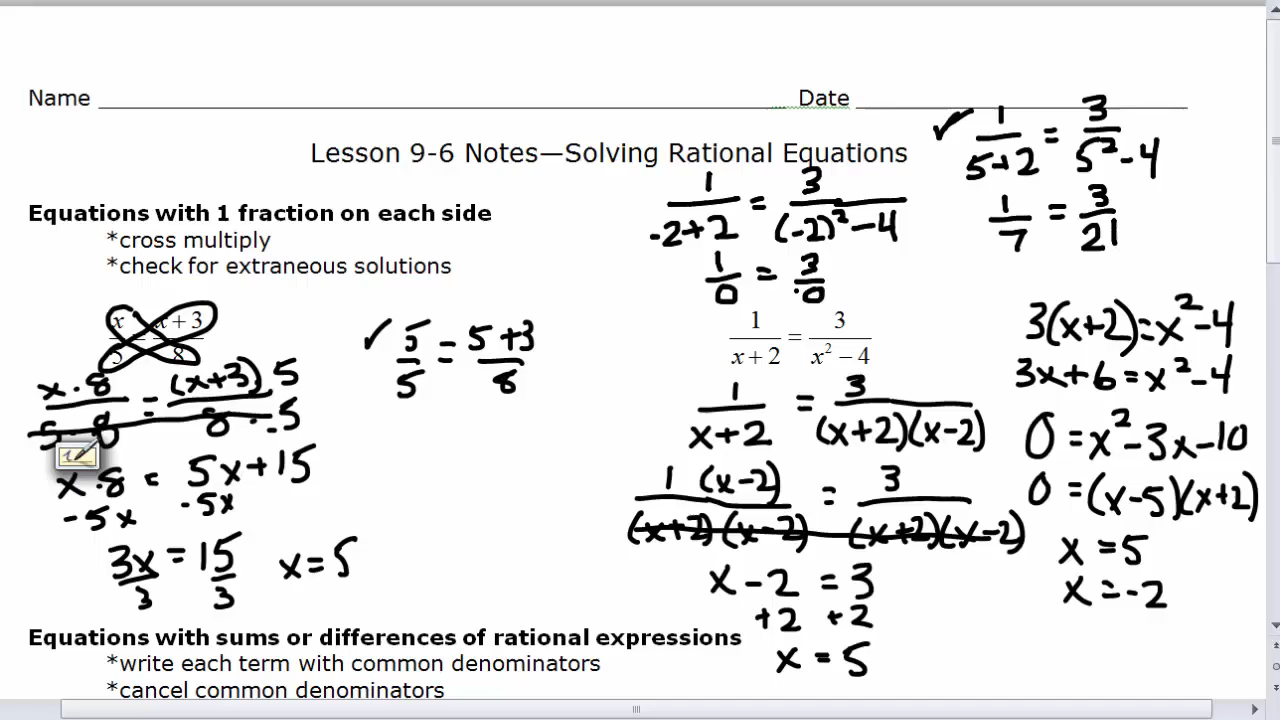 Name Date
Lesson 9-6 Notes—Solving Rational Equations
Equations with 1 fraction on each side
*cross multiply
*check for extraneous solutions
x/5 x + 3/8
x·8/5·8 = (x+3)·5/8·5
x·8 = 5x+15
-5x -5x
3x/3 = 15/3 x=5
✓ 5/5 = 5+3/8
1/-2+2 = 3/(-2)²-4
1/0 = 3/0
1/x + 2 = 3/x² − 4
1/x+2 = 3/(x+2)(x-2)
1 (x-2)/(x+2)(x-2) = 3/(x+2)(x-2)
x-2 = 3
+2 +2
x = 5
✓ 1/5+2 = 3/5²-4
1/7 = 3/21
3(x+2)=x²-4
3x+6=x²-4
0=x²-3x-10
0=(x-5)(x+2)
x=5
x=-2
Equations with sums or differences of rational expressions
*write each term with common denominators
*cancel common denominators